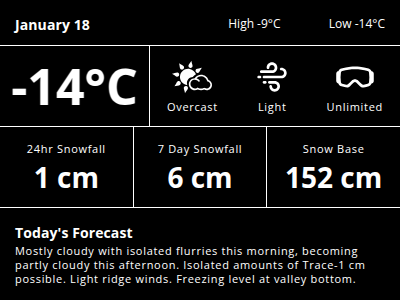 January 18 High -9°C Low -14°C
-14°C
Overcast Light Unlimited
24hr Snowfall 7 Day Snowfall Snow Base
1 cm 6 cm 152 cm
Today's Forecast
Mostly cloudy with isolated flurries this morning, becoming
partly cloudy this afternoon. Isolated amounts of Trace-1 cm
possible. Light ridge winds. Freezing level at valley bottom.